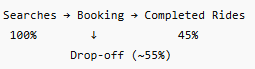 Searches → Booking → Completed Rides
100% ↓ 45%
Drop-off (~55%)